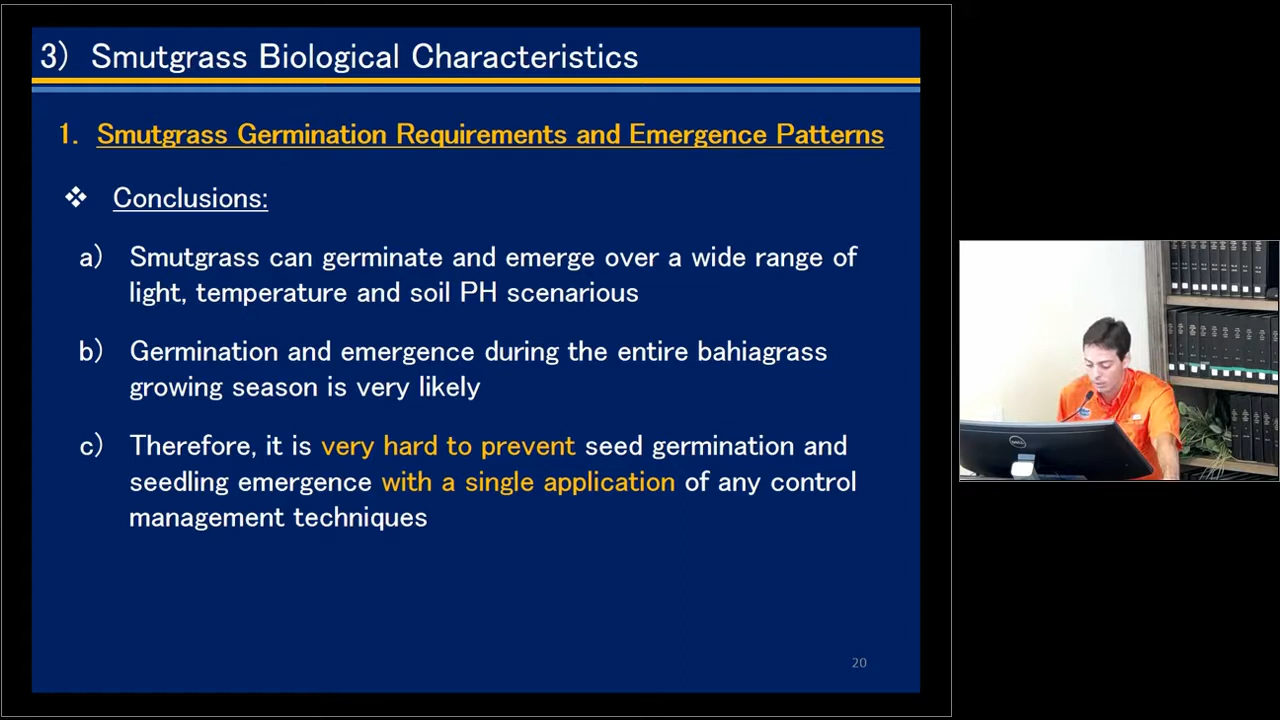 3) Smutgrass Biological Characteristics
1. Smutgrass Germination Requirements and Emergence Patterns
❖ Conclusions:
a) Smutgrass can germinate and emerge over a wide range of
light, temperature and soil PH scenarious
b) Germination and emergence during the entire bahiagrass
growing season is very likely
c) Therefore, it is very hard to prevent seed germination and
seedling emergence with a single application of any control
management techniques
20
DELL